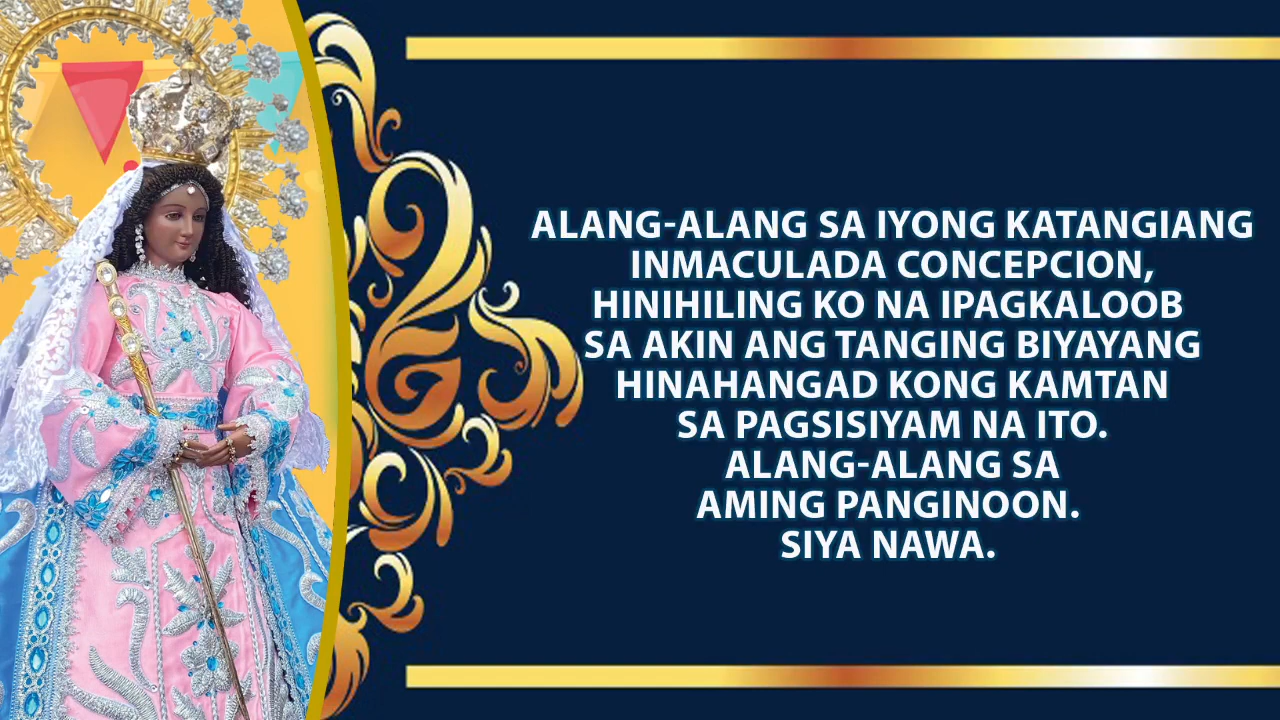 ALANG-ALANG SA IYONG KATANGIANG
INMACULADA CONCEPCION,
HINIHILING KO NA IPAGKALOOB
SA AKIN ANG TANGING BIYAYANG
HINAHANGAD KONG KAMTAN
SA PAGSISIYAM NA ITO.
ALANG-ALANG SA
AMING PANGINOON.
SIYA NAWA.